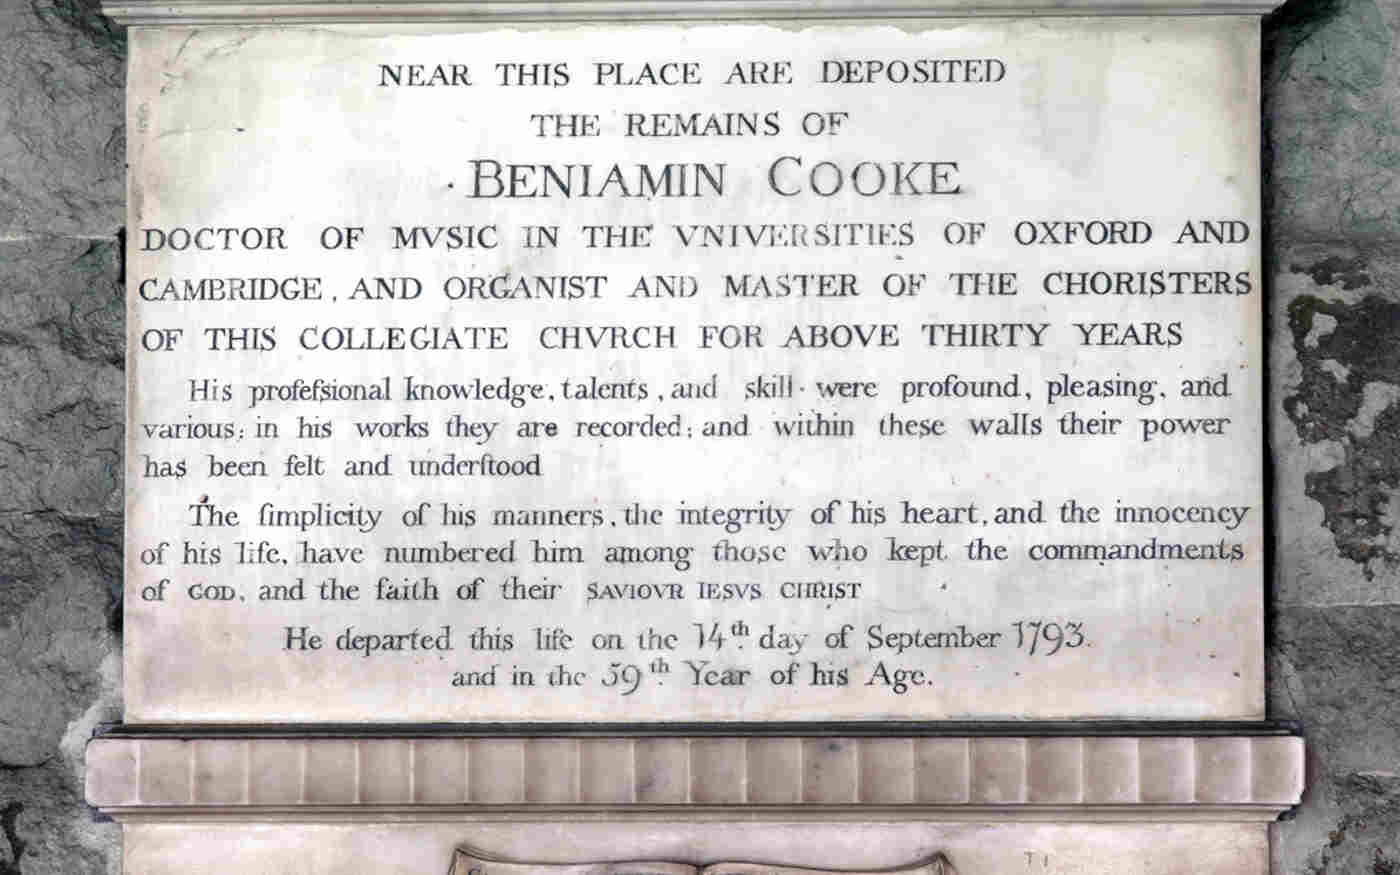 NEAR THIS PLACE ARE DEPOSITED
THE REMAINS OF
BENIAMIN COOKE
DOCTOR OF MVSIC IN THE VNIVERSITIES OF OXFORD AND
CAMBRIDGE, AND ORGANIST AND MASTER OF THE CHORISTERS
OF THIS COLLEGIATE CHVRCH FOR ABOVE THIRTY YEARS
His profeſsional knowledge, talents, and skill were profound, pleasing, and
various: in his works they are recorded; and within these walls their power
has been felt and underſtood
The ſimplicity of his manners, the integrity of his heart, and the innocency
of his life, have numbered him among those who kept the commandments
of GOD, and the faith of their SAVIOVR IESVS CHRIST
He departed this life on the 14th day of September 1793.
and in the 59th Year of his Age.